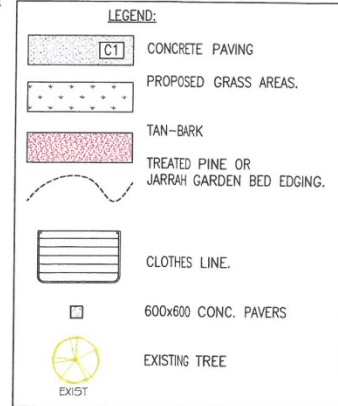 LEGEND:
C1 CONCRETE PAVING
PROPOSED GRASS AREAS.
TAN-BARK
TREATED PINE OR
JARRAH GARDEN BED EDGING.
CLOTHES LINE.
600x600 CONC. PAVERS
EXISTING TREE
EXIST